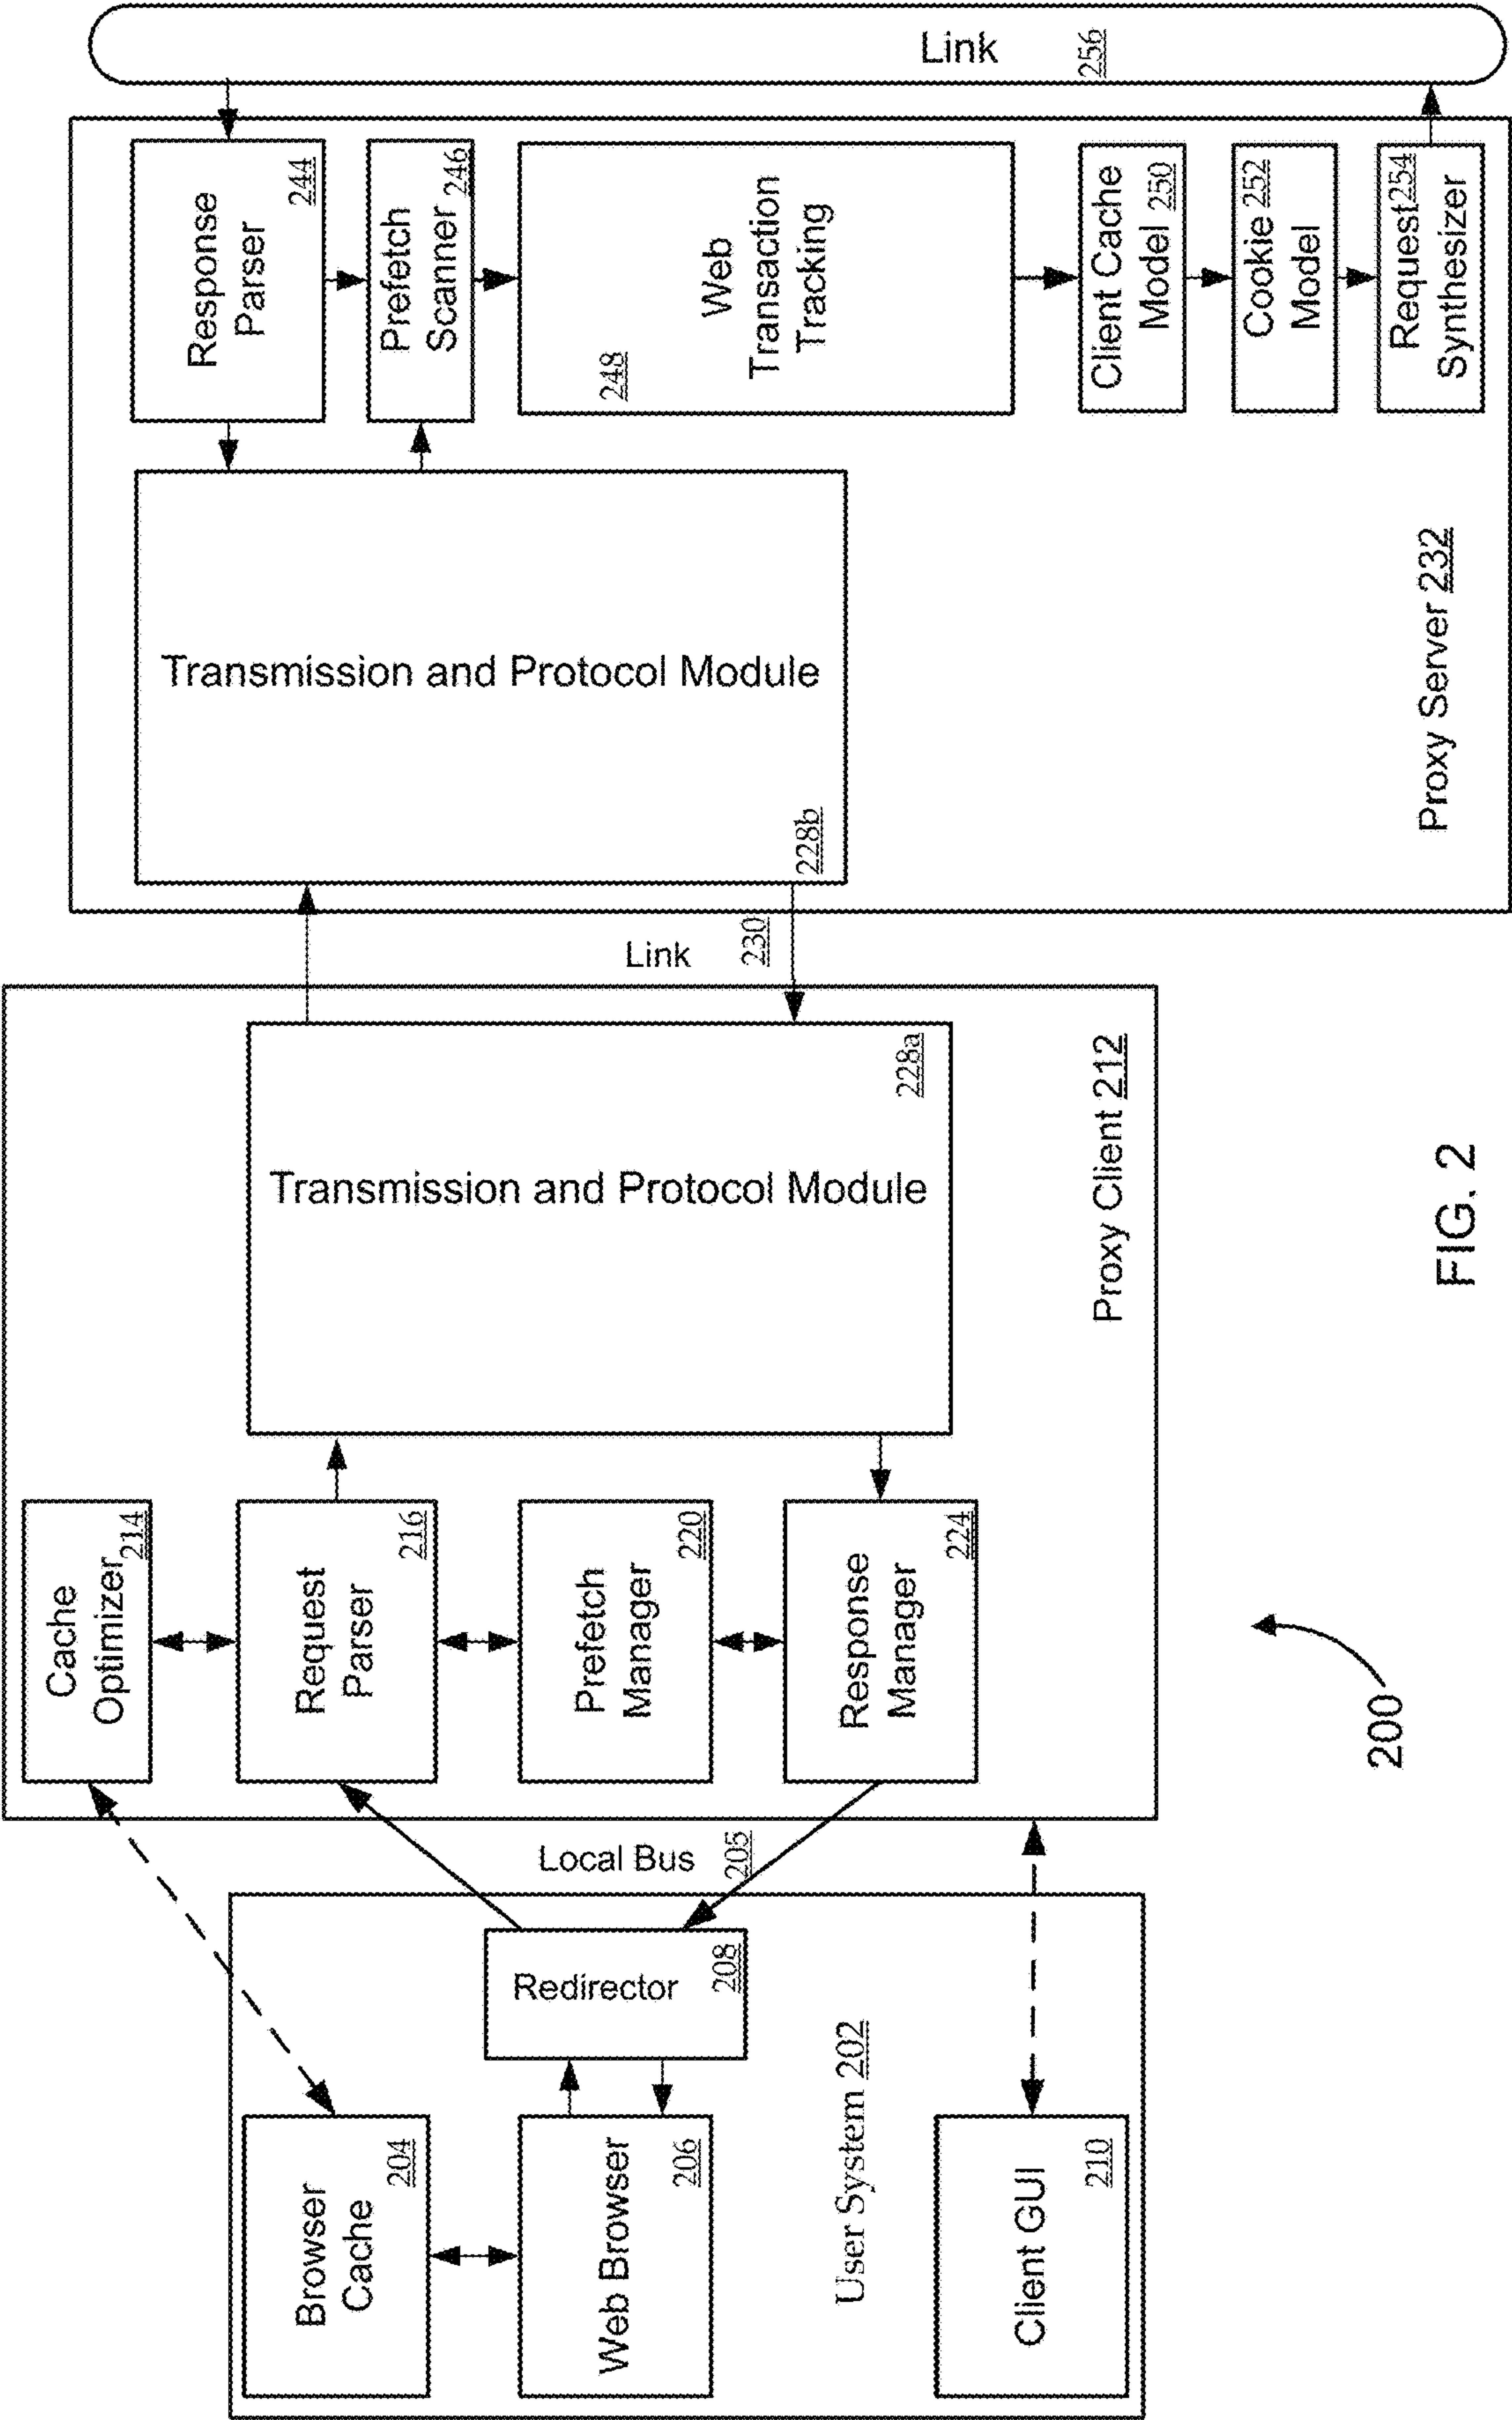 Browser
Cache
204
Web Browser
206
User System 202
Client GUI
210
Redirector
208
Local Bus
205
Cache
Optimizer
214
Request
Parser
216
Prefetch
Manager
220
Response
Manager
224
Transmission and Protocol Module
228a
Proxy Client 212
Link
230
Transmission and Protocol Module
228b
Proxy Server 232
Response
Parser
244
Prefetch
Scanner
246
Web
Transaction
Tracking
248
Client Cache
Model 250
Cookie 252
Model
Request 254
Synthesizer
Link
256
200
FIG. 2